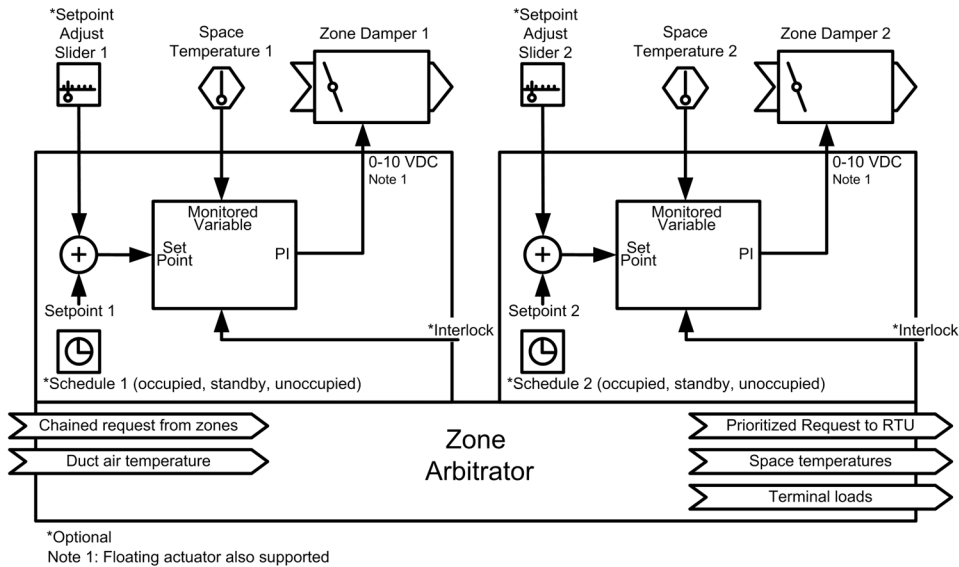 *Setpoint
Adjust
Slider 1
Space
Temperature 1
Zone Damper 1
*Setpoint
Adjust
Slider 2
Space
Temperature 2
Zone Damper 2
0-10 VDC
Note 1
Monitored
Variable
Set
Point
PI
Setpoint 1
*Interlock
*Schedule 1 (occupied, standby, unoccupied)
0-10 VDC
Note 1
Monitored
Variable
Set
Point
PI
Setpoint 2
*Interlock
*Schedule 2 (occupied, standby, unoccupied)
Chained request from zones
Duct air temperature
Zone
Arbitrator
Prioritized Request to RTU
Space temperatures
Terminal loads
*Optional
Note 1: Floating actuator also supported